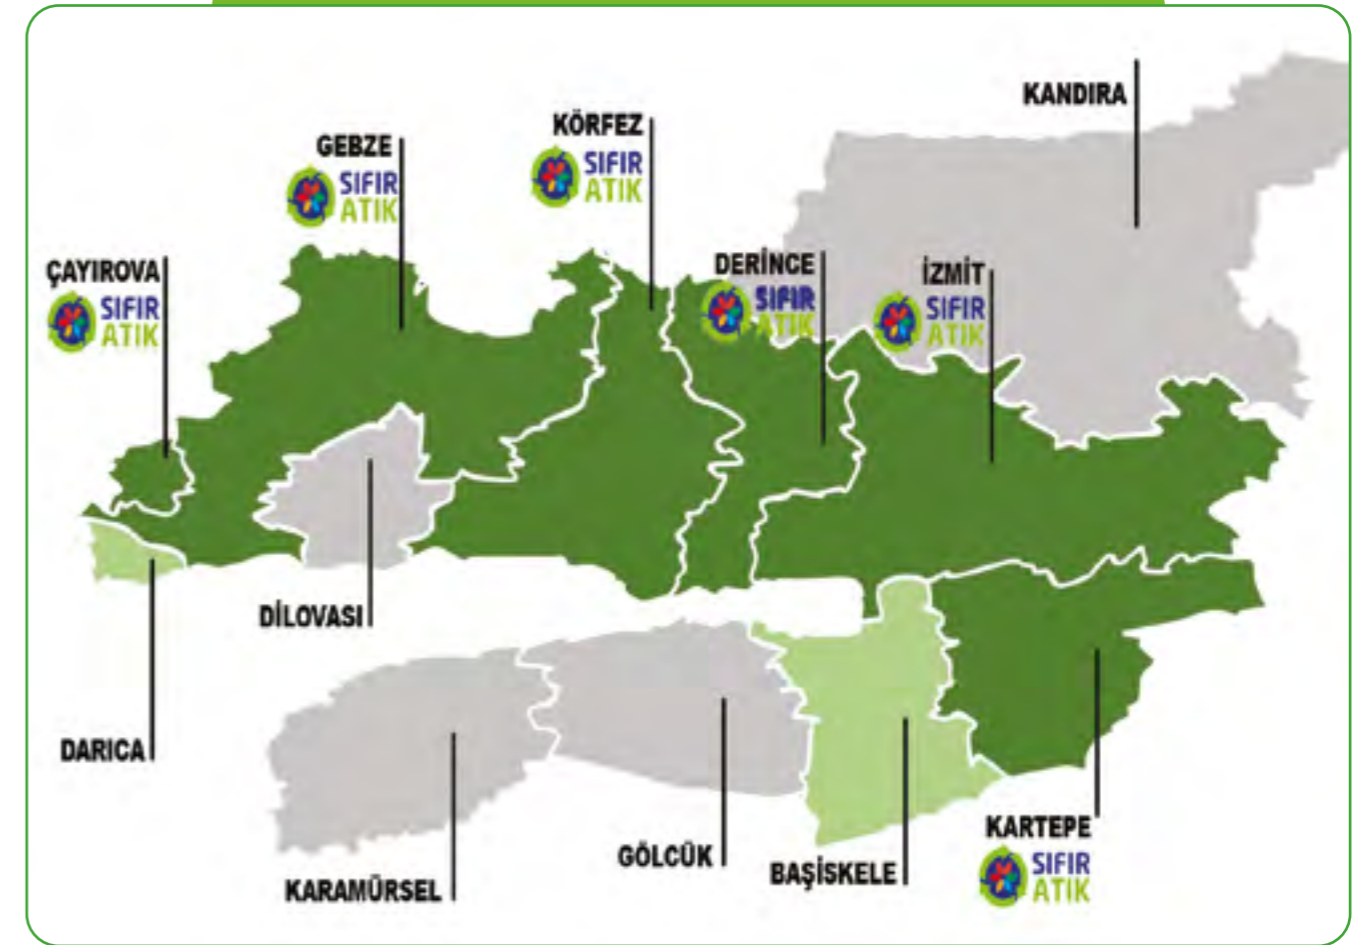 KANDIRA
KÖRFEZ
SIFIR
ATIK
GEBZE
SIFIR
ATIK
DERİNCE
SIFIR
ATIK
İZMİT
SIFIR
ATIK
ÇAYIROVA
SIFIR
ATIK
DİLOVASI
DARICA
KARTEPE
SIFIR
ATIK
GÖLCÜK
BAŞİSKELE
KARAMÜRSEL